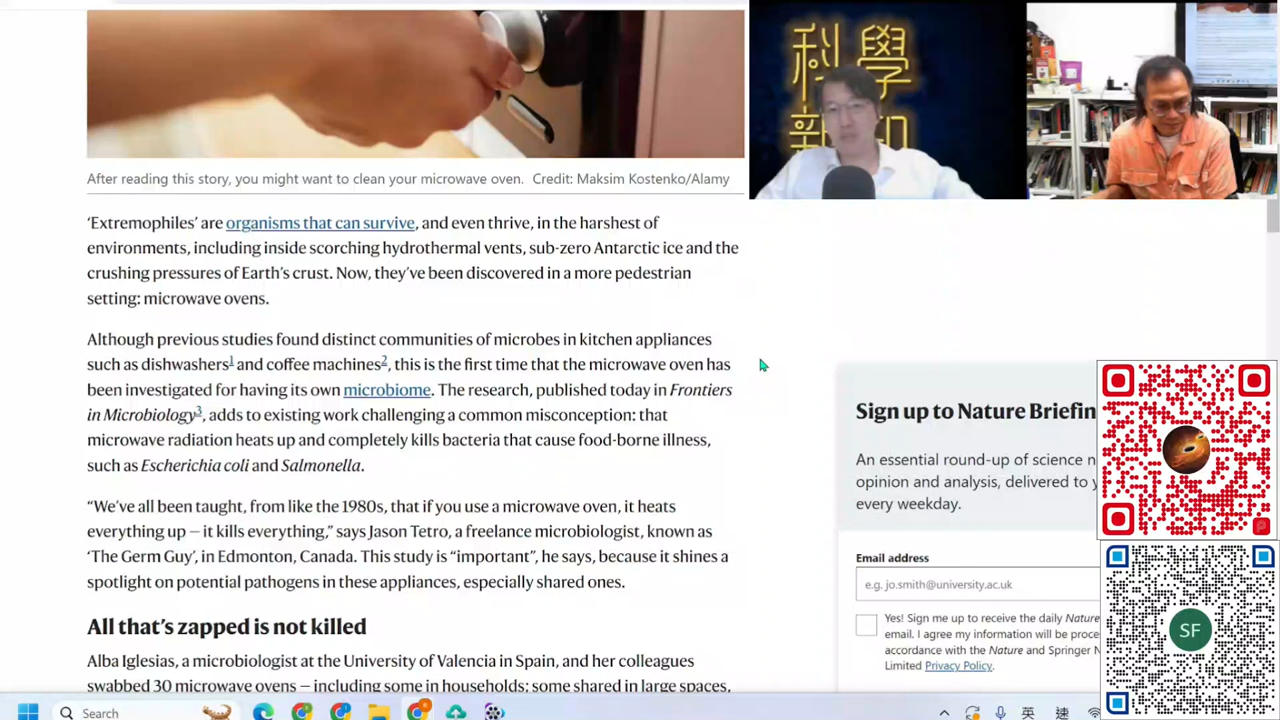 科學
新知
After reading this story, you might want to clean your microwave oven. Credit: Maksim Kostenko/Alamy
‘Extremophiles’ are organisms that can survive, and even thrive, in the harshest of
environments, including inside scorching hydrothermal vents, sub-zero Antarctic ice and the
crushing pressures of Earth’s crust. Now, they’ve been discovered in a more pedestrian
setting: microwave ovens.
Although previous studies found distinct communities of microbes in kitchen appliances
such as dishwashers1 and coffee machines2, this is the first time that the microwave oven has
been investigated for having its own microbiome. The research, published today in Frontiers
in Microbiology3, adds to existing work challenging a common misconception: that
microwave radiation heats up and completely kills bacteria that cause food-borne illness,
such as Escherichia coli and Salmonella.
“We’ve all been taught, from like the 1980s, that if you use a microwave oven, it heats
everything up — it kills everything,” says Jason Tetro, a freelance microbiologist, known as
‘The Germ Guy’, in Edmonton, Canada. This study is “important”, he says, because it shines a
spotlight on potential pathogens in these appliances, especially shared ones.
All that’s zapped is not killed
Alba Iglesias, a microbiologist at the University of Valencia in Spain, and her colleagues
swabbed 30 microwave ovens — including some in households; some shared in large spaces,
Sign up to Nature Briefin
An essential round-up of science n
opinion and analysis, delivered to y
every weekday.
Email address
e.g. jo.smith@university.ac.uk
Yes! Sign me up to receive the daily Nature
email. I agree my information will be proce
accordance with the Nature and Springer N
Limited Privacy Policy.
SF
Search
英
速